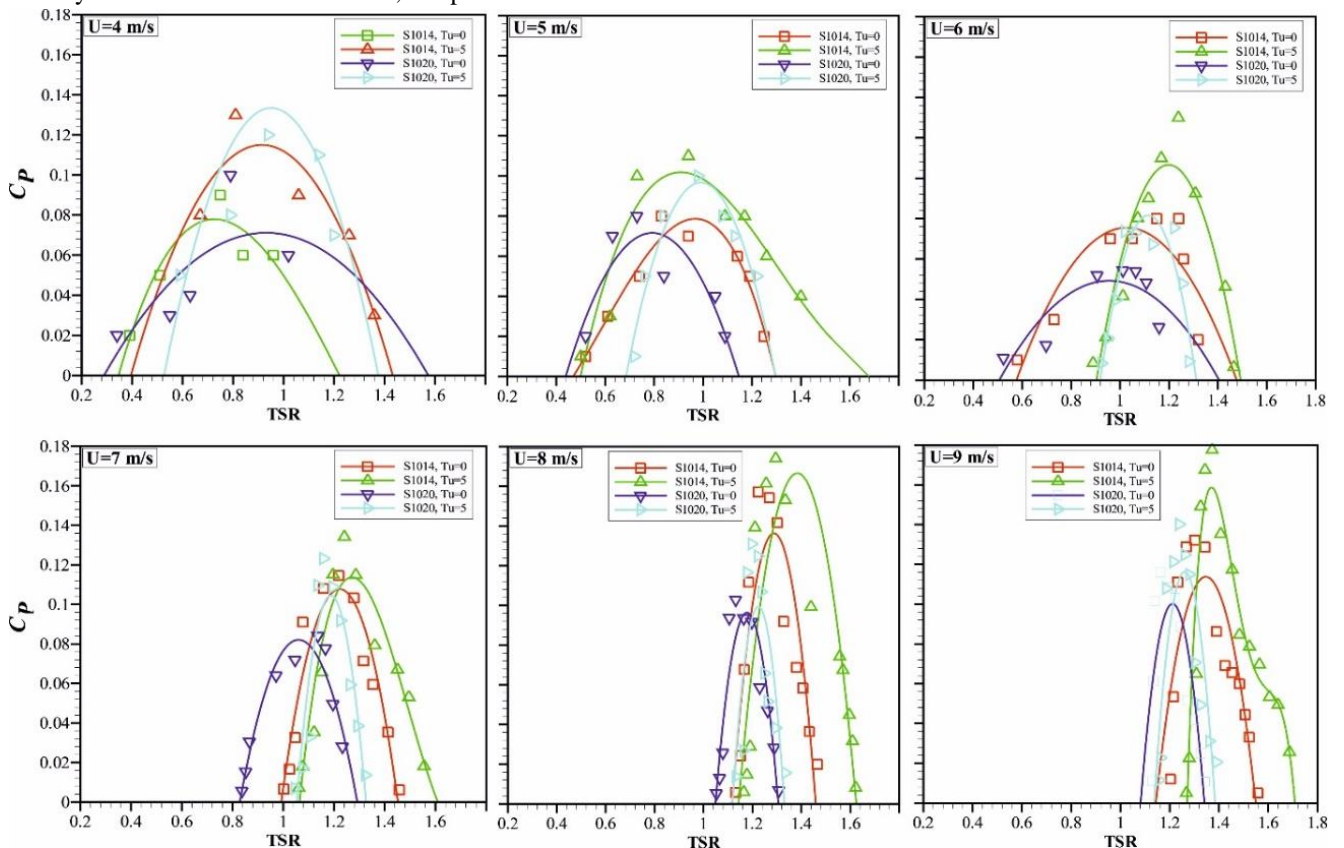 U=4 m/s
S1014, Tu=0
S1014, Tu=5
S1020, Tu=0
S1020, Tu=5
0.18
0.16
0.14
0.12
0.1
0.08
0.06
0.04
0.02
0
CP
0.2 0.4 0.6 0.8 1 1.2 1.4 1.6
TSR
U=5 m/s
S1014, Tu=0
S1014, Tu=5
S1020, Tu=0
S1020, Tu=5
0.2 0.4 0.6 0.8 1 1.2 1.4 1.6
TSR
U=6 m/s
S1014, Tu=0
S1014, Tu=5
S1020, Tu=0
S1020, Tu=5
0.2 0.4 0.6 0.8 1 1.2 1.4 1.6 1.8
TSR
U=7 m/s
S1014, Tu=0
S1014, Tu=5
S1020, Tu=0
S1020, Tu=5
0.18
0.16
0.14
0.12
0.1
0.08
0.06
0.04
0.02
0
CP
0.2 0.4 0.6 0.8 1 1.2 1.4 1.6
TSR
U=8 m/s
S1014, Tu=0
S1014, Tu=5
S1020, Tu=0
S1020, Tu=5
0.2 0.4 0.6 0.8 1 1.2 1.4 1.6
TSR
U=9 m/s
S1014, Tu=0
S1014, Tu=5
S1020, Tu=0
S1020, Tu=5
0.2 0.4 0.6 0.8 1 1.2 1.4 1.6 1.8
TSR